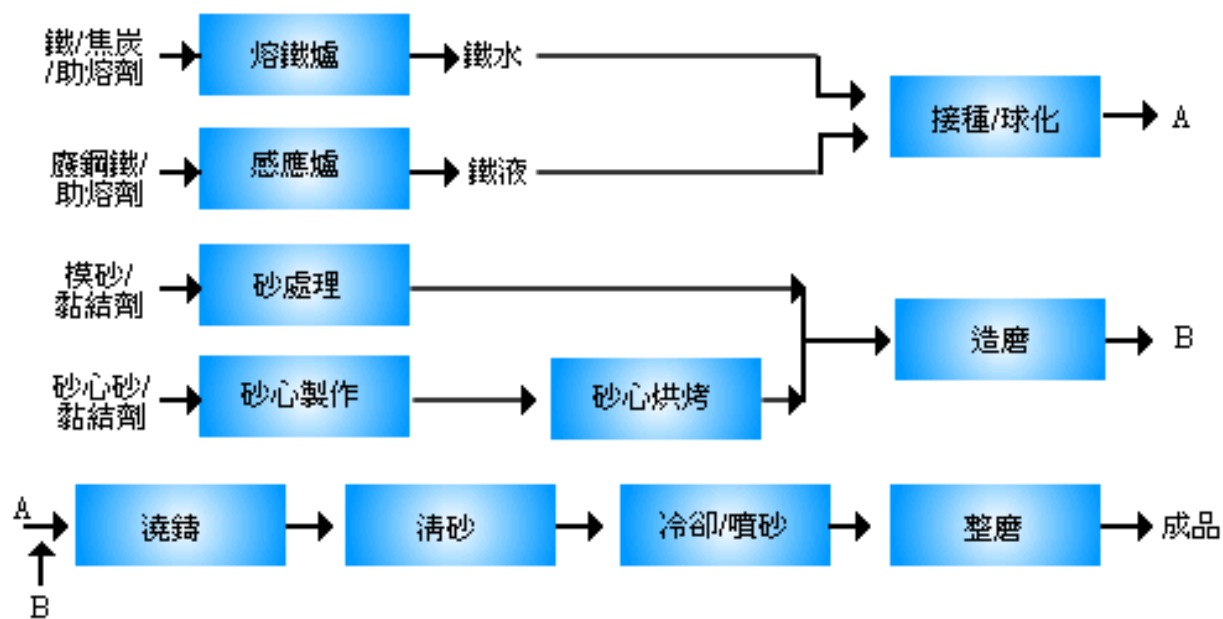 鐵/焦炭
/助熔劑
熔鐵爐
鐵水
接種/球化
A
廢鋼鐵/
助熔劑
感應爐
鐵液
模砂/
黏結劑
砂處理
造磨
B
砂心砂/
黏結劑
砂心製作
砂心烘烤
A
B
澆鑄
清砂
冷卻/噴砂
整磨
成品